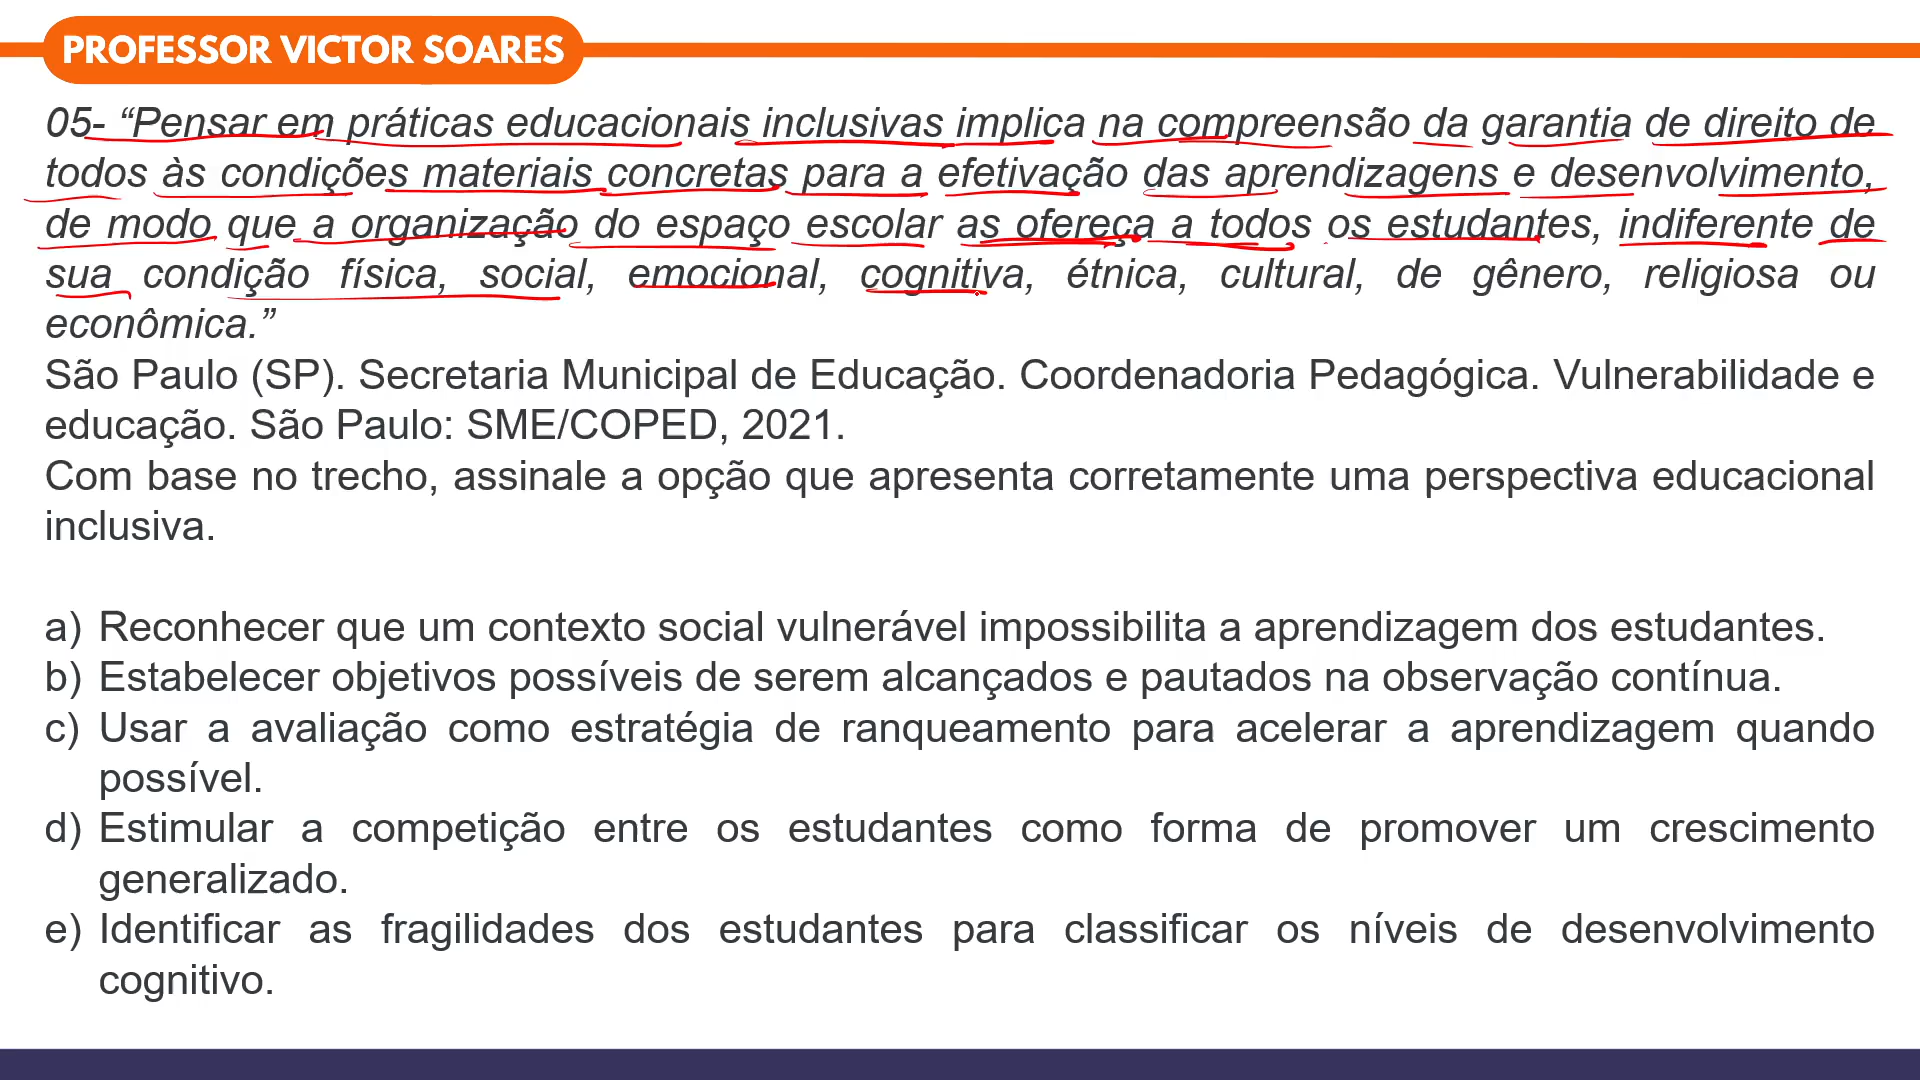 PROFESSOR VICTOR SOARES
05- “Pensar em práticas educacionais inclusivas implica na compreensão da garantia de direito de
todos às condições materiais concretas para a efetivação das aprendizagens e desenvolvimento,
de modo que a organização do espaço escolar as ofereça a todos os estudantes, indiferente de
sua condição física, social, emocional, cognitiva, étnica, cultural, de gênero, religiosa ou
econômica.”
São Paulo (SP). Secretaria Municipal de Educação. Coordenadoria Pedagógica. Vulnerabilidade e
educação. São Paulo: SME/COPED, 2021.
Com base no trecho, assinale a opção que apresenta corretamente uma perspectiva educacional
inclusiva.
a) Reconhecer que um contexto social vulnerável impossibilita a aprendizagem dos estudantes.
b) Estabelecer objetivos possíveis de serem alcançados e pautados na observação contínua.
c) Usar a avaliação como estratégia de ranqueamento para acelerar a aprendizagem quando
possível.
d) Estimular a competição entre os estudantes como forma de promover um crescimento
generalizado.
e) Identificar as fragilidades dos estudantes para classificar os níveis de desenvolvimento
cognitivo.